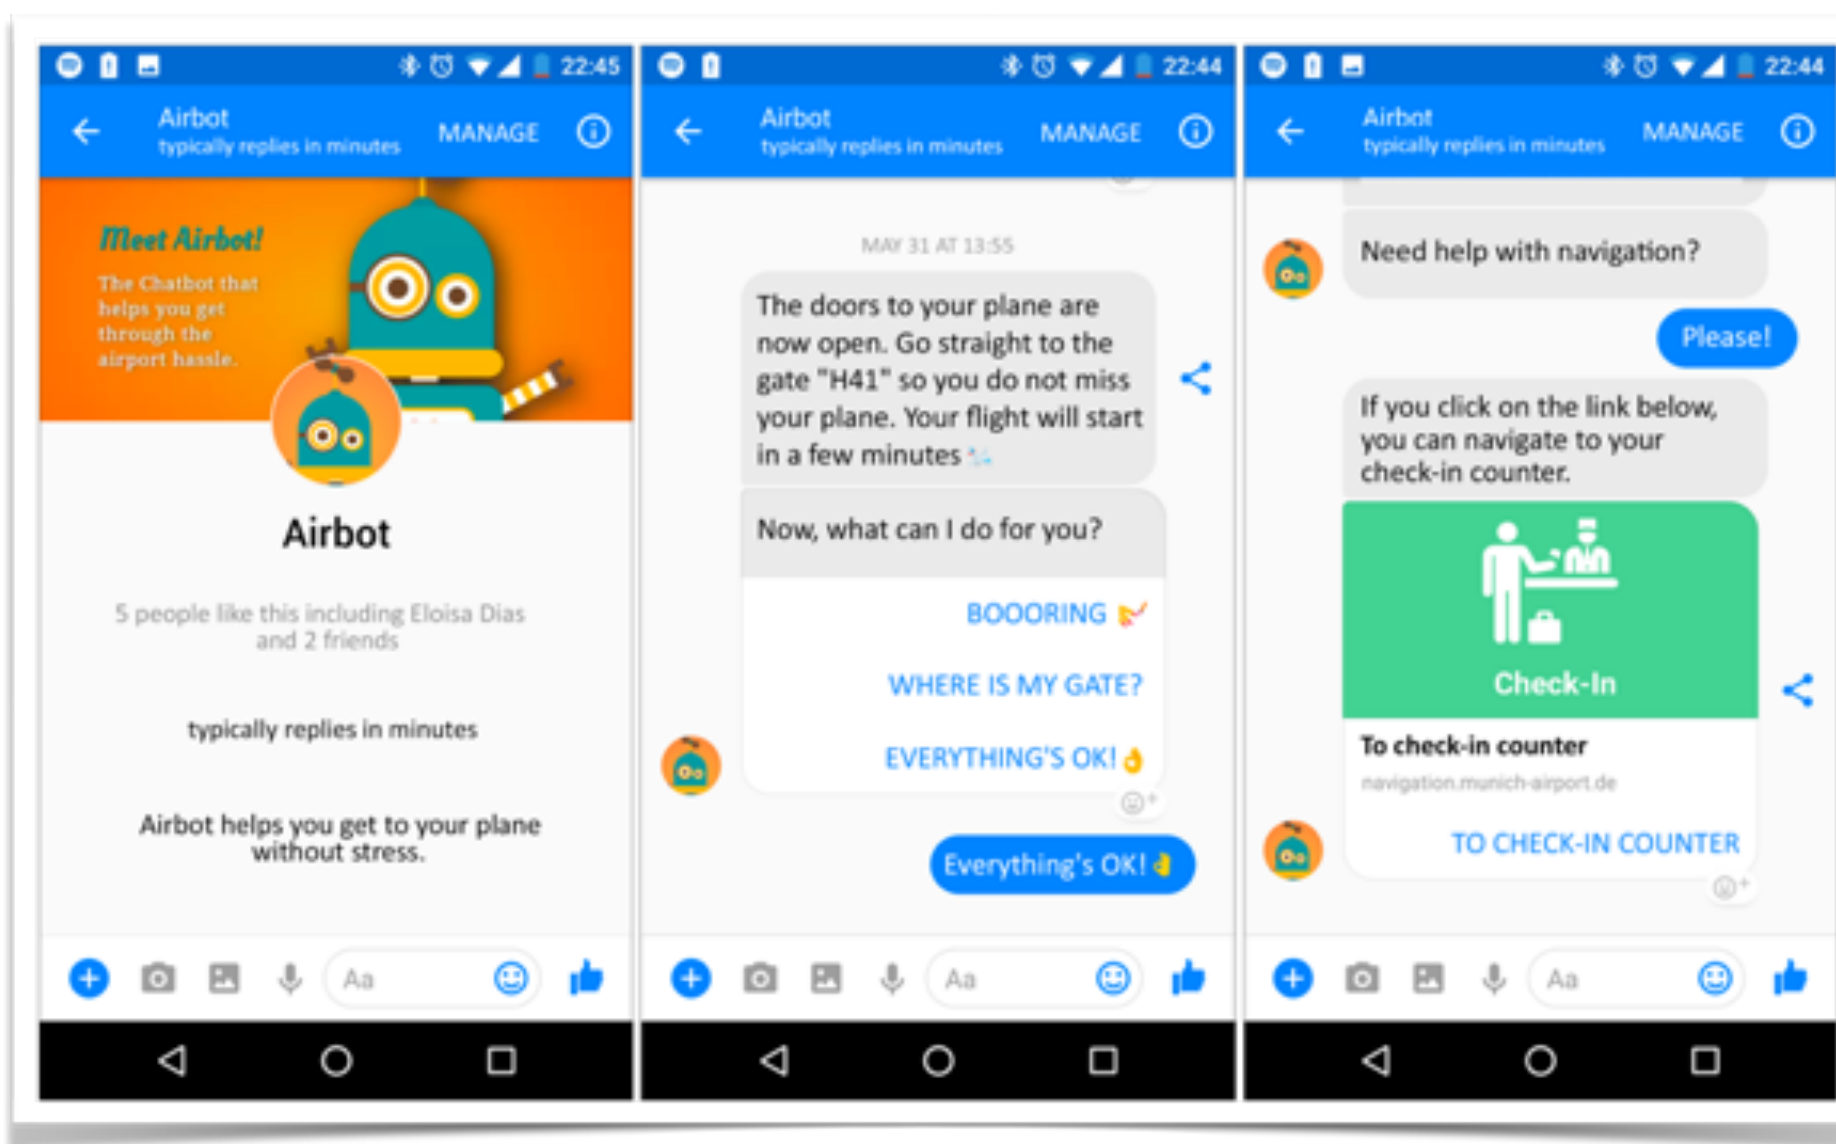 22:45
Airbot
typically replies in minutes
MANAGE
Meet Airbot!
The Chatbot that
helps you get
through the
airport hassle.
Airbot
5 people like this including Eloisa Dias
and 2 friends
typically replies in minutes
Airbot helps you get to your plane
without stress.
Aa
22:44
Airbot
typically replies in minutes
MANAGE
MAY 31 AT 13:55
The doors to your plane are
now open. Go straight to the
gate "H41" so you do not miss
your plane. Your flight will start
in a few minutes
Now, what can I do for you?
BOOORING
WHERE IS MY GATE?
EVERYTHING'S OK! 👌
Everything's OK! 👌
Aa
22:44
Airbot
typically replies in minutes
MANAGE
Need help with navigation?
Please!
If you click on the link below,
you can navigate to your
check-in counter.
Check-In
To check-in counter
navigation.munich-airport.de
TO CHECK-IN COUNTER
Aa